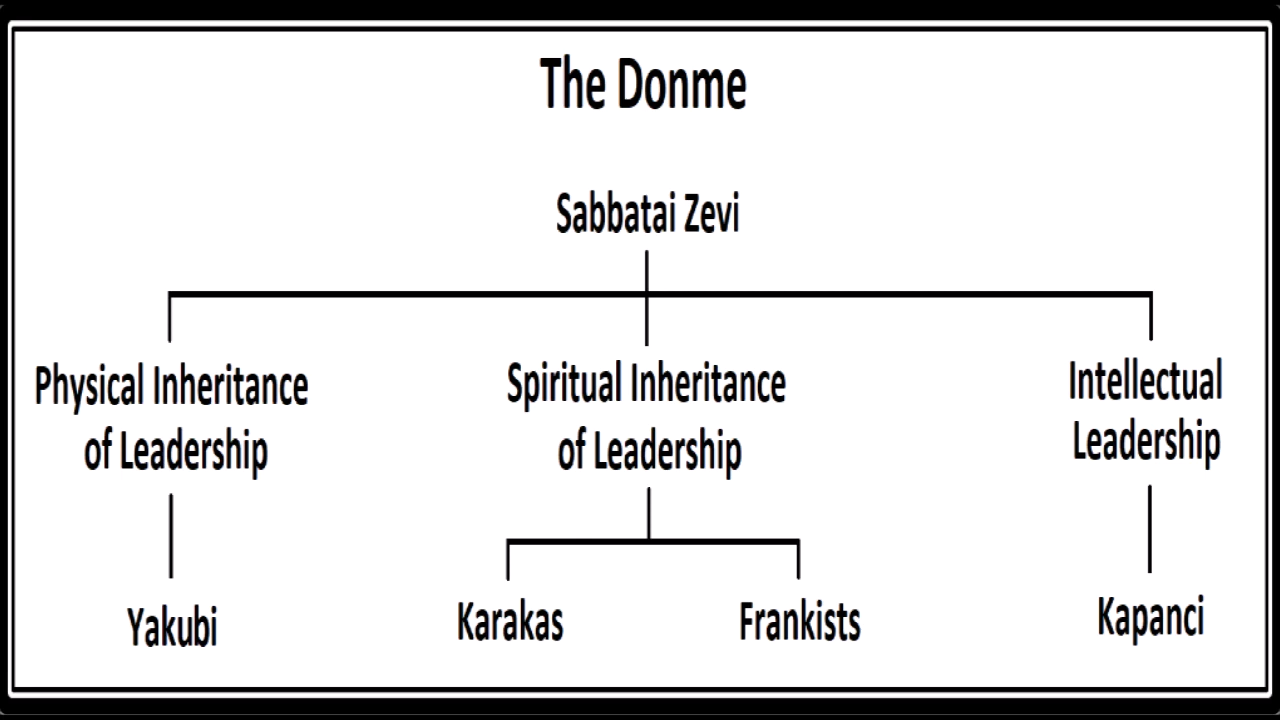 The Donme
Sabbatai Zevi
Physical Inheritance
of Leadership
Spiritual Inheritance
of Leadership
Intellectual
Leadership
Yakubi
Karakas
Frankists
Kapanci